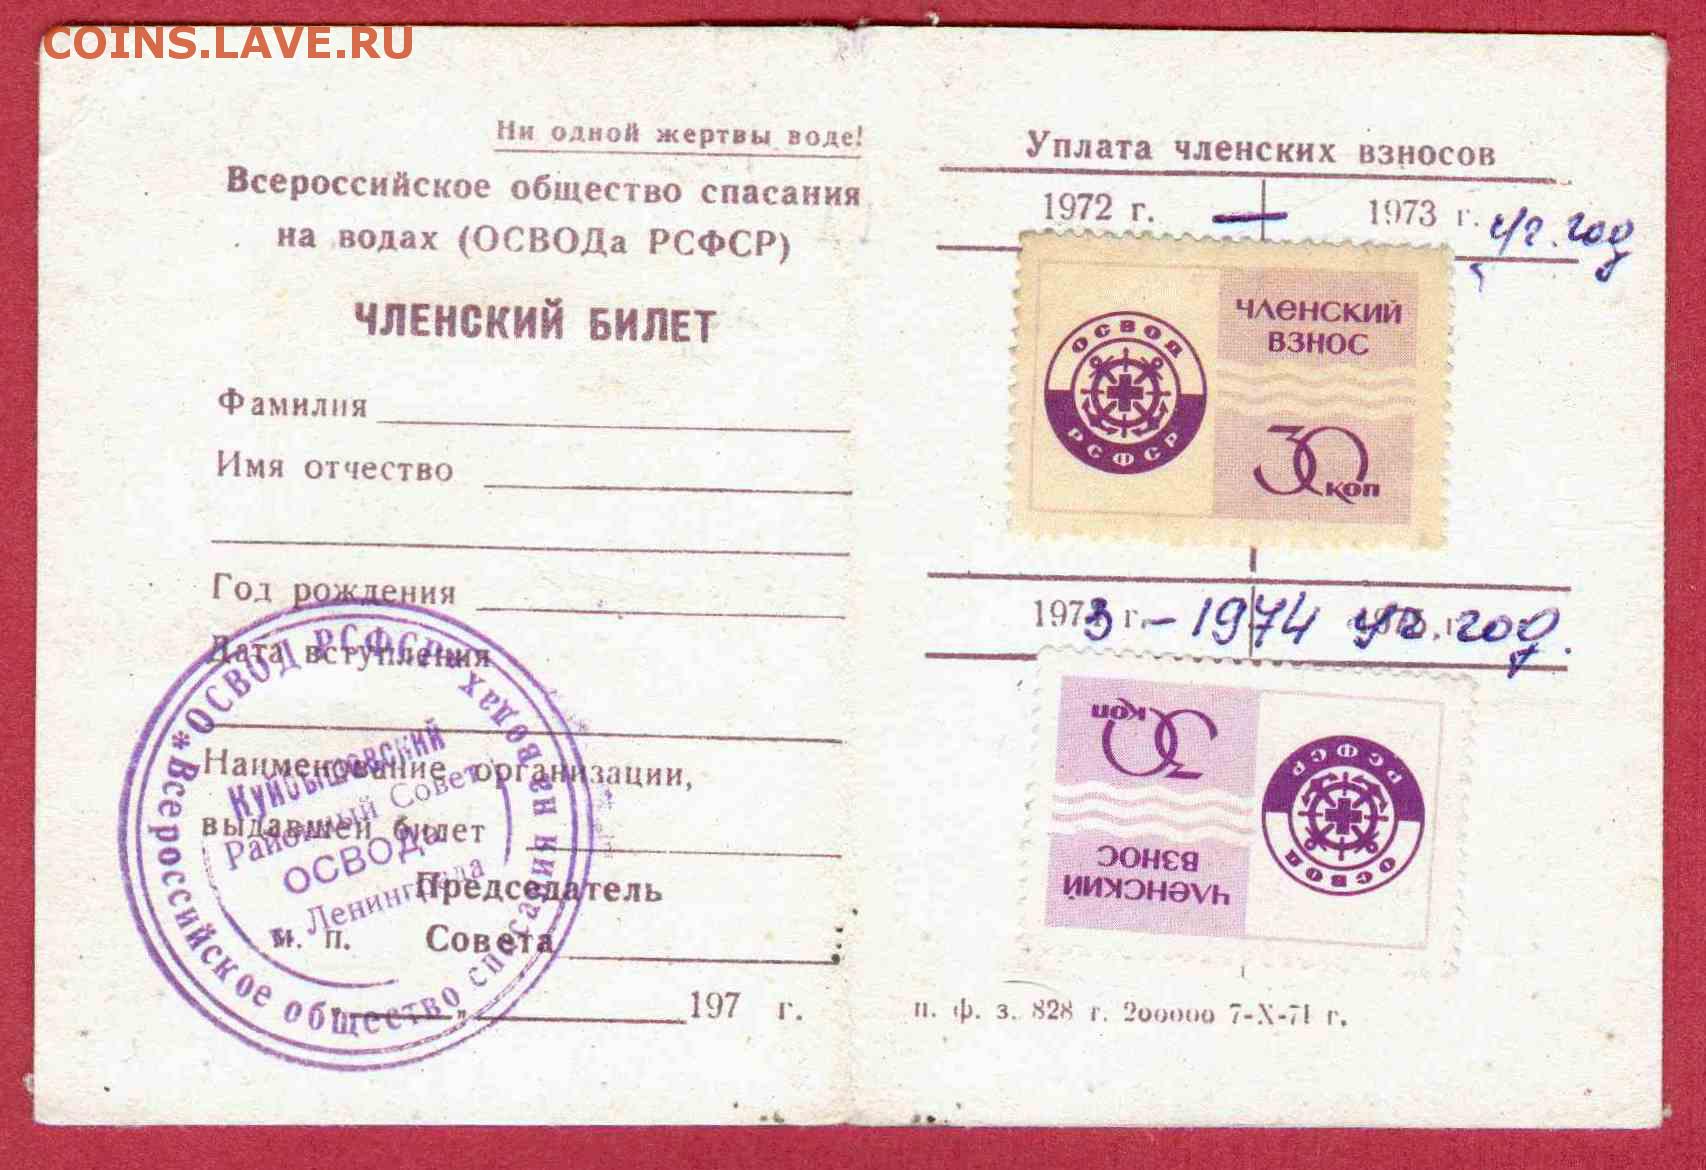 COINS.LAVE.RU
Ни одной жертвы воде!
Всероссийское общество спасания
на водах (ОСВОДа РСФСР)
ЧЛЕНСКИЙ БИЛЕТ
Фамилия
Имя отчество
Год рождения
Дата вступления
Наименование организации,
выдавшей билет
Председатель
Совета
м. п.
" " 197 г.
*Всероссийское общество спасания на водах* ОСВОД РСФСР
Куйбышевский
Районный Совет
ОСВОДа
Ленинграда
Уплата членских взносов
1972 г. — 1973 г. уч. год
ОСВОД
РСФСР
ЧЛЕНСКИЙ
ВЗНОС
30 коп
1973 г. – 1974 уч. год.
ОСВОД
РСФСР
ЧЛЕНСКИЙ
ВЗНОС
30 коп
п. ф. з. 828 г. 200000 7-X-71 г.